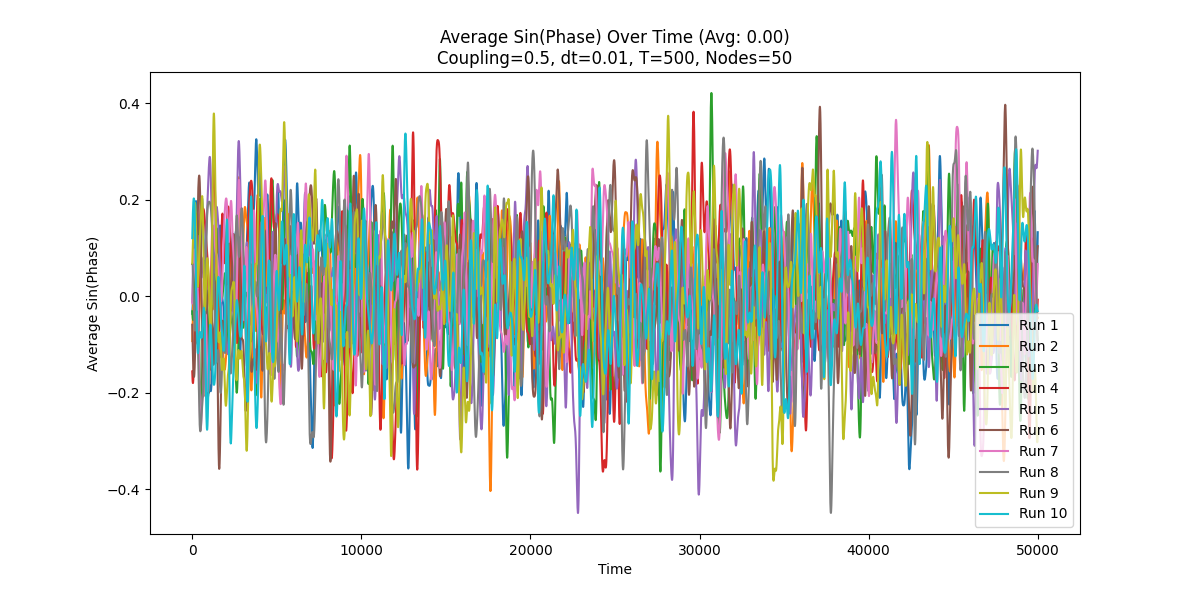 Average Sin(Phase) Over Time (Avg: 0.00)
Coupling=0.5, dt=0.01, T=500, Nodes=50
Average Sin(Phase)
0.4
0.2
0.0
−0.2
−0.4
0
10000
20000
30000
40000
50000
Time
Run 1
Run 2
Run 3
Run 4
Run 5
Run 6
Run 7
Run 8
Run 9
Run 10